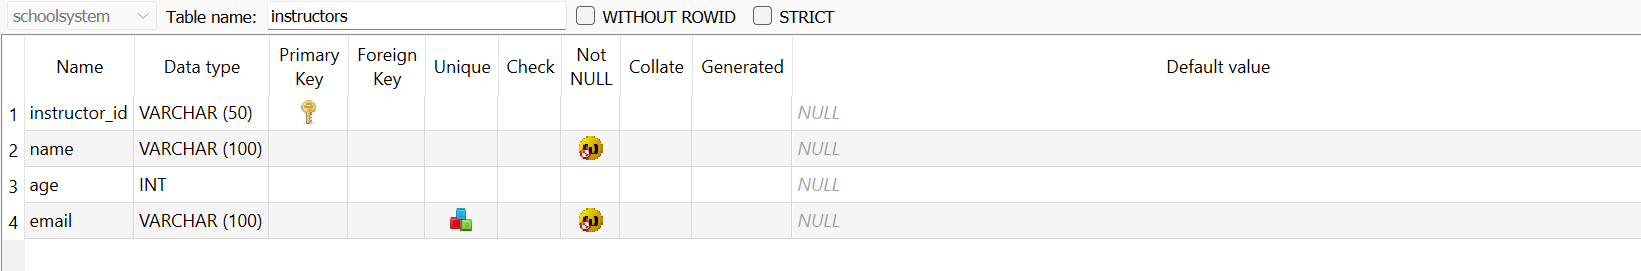 schoolsystem Table name: instructors WITHOUT ROWID STRICT
Name Data type Primary Key Foreign Key Unique Check Not NULL Collate Generated Default value
1 instructor_id VARCHAR (50) NULL
2 name VARCHAR (100) NULL
3 age INT NULL
4 email VARCHAR (100) NULL